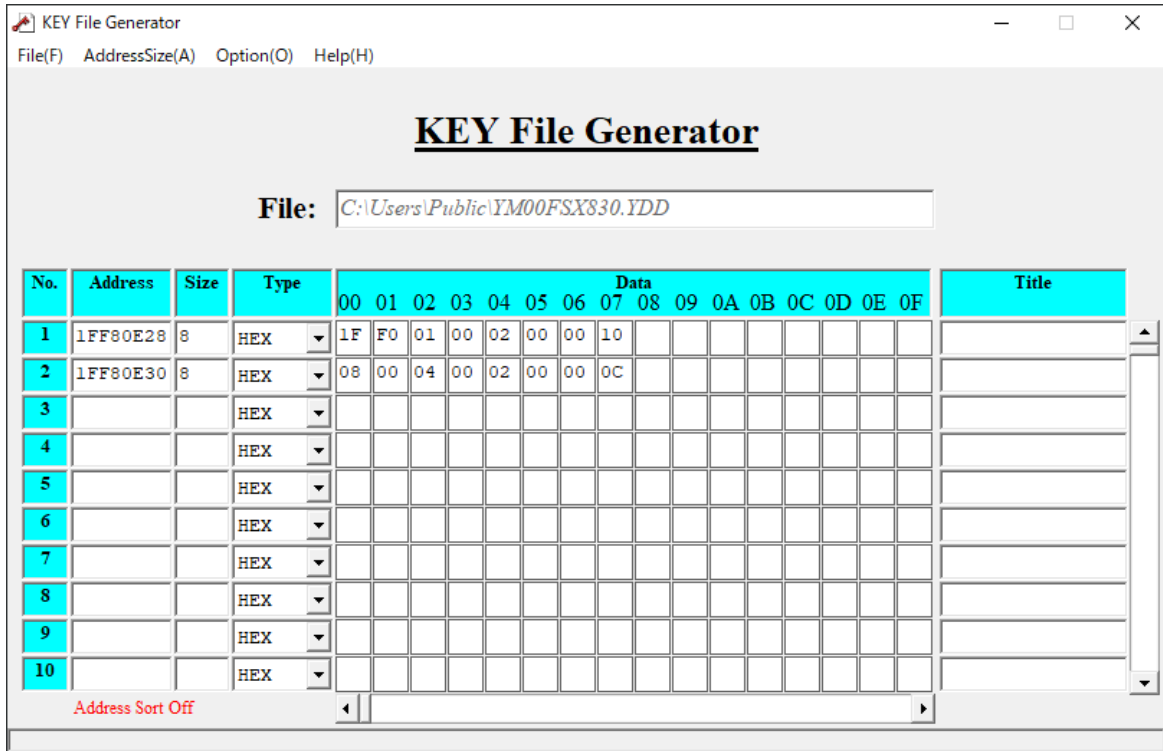 KEY File Generator
File(F) AddressSize(A) Option(O) Help(H)
KEY File Generator
File: C:\Users\Public\YM00FSX830.YDD
No. Address Size Type Data Title
00 01 02 03 04 05 06 07 08 09 0A 0B 0C 0D 0E 0F
1 1FF80E28 8 HEX 1F F0 01 00 02 00 00 10
2 1FF80E30 8 HEX 08 00 04 00 02 00 00 0C
3 HEX
4 HEX
5 HEX
6 HEX
7 HEX
8 HEX
9 HEX
10 HEX
Address Sort Off